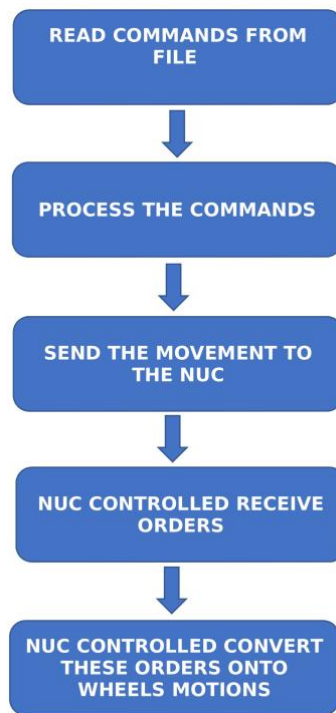 READ COMMANDS FROM
FILE
PROCESS THE COMMANDS
SEND THE MOVEMENT TO
THE NUC
NUC CONTROLLED RECEIVE
ORDERS
NUC CONTROLLED CONVERT
THESE ORDERS ONTO
WHEELS MOTIONS